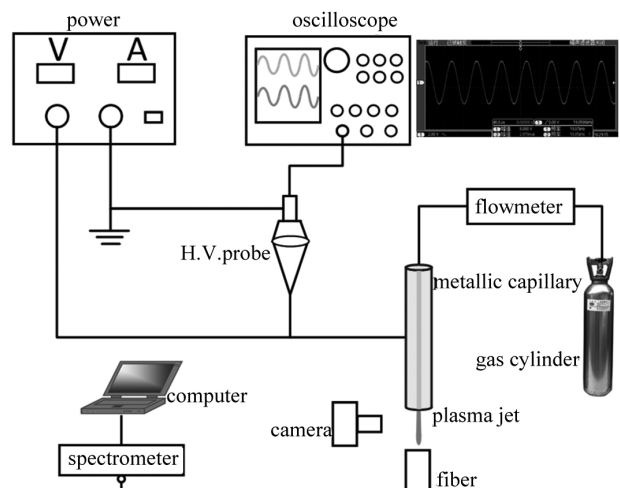 power
oscilloscope
V
A
flowmeter
H.V.probe
metallic capillary
gas cylinder
computer
plasma jet
camera
spectrometer
fiber